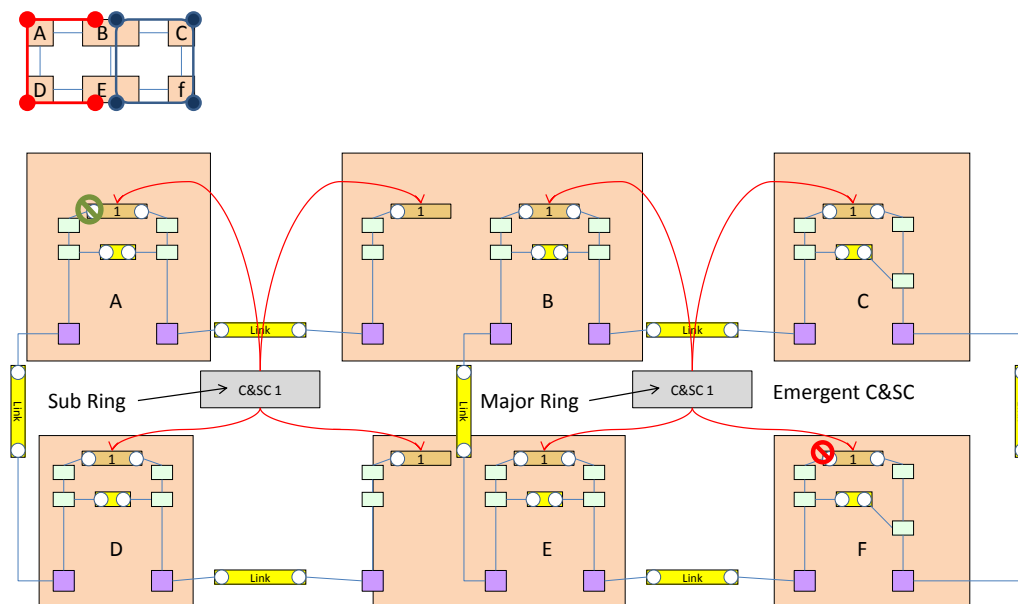 A B C
D E f
1 1 1 1
Link Link
A B C
C&SC 1 C&SC 1
Sub Ring Major Ring Emergent C&SC
Link Link
1 1 1 1
D E F
Link Link